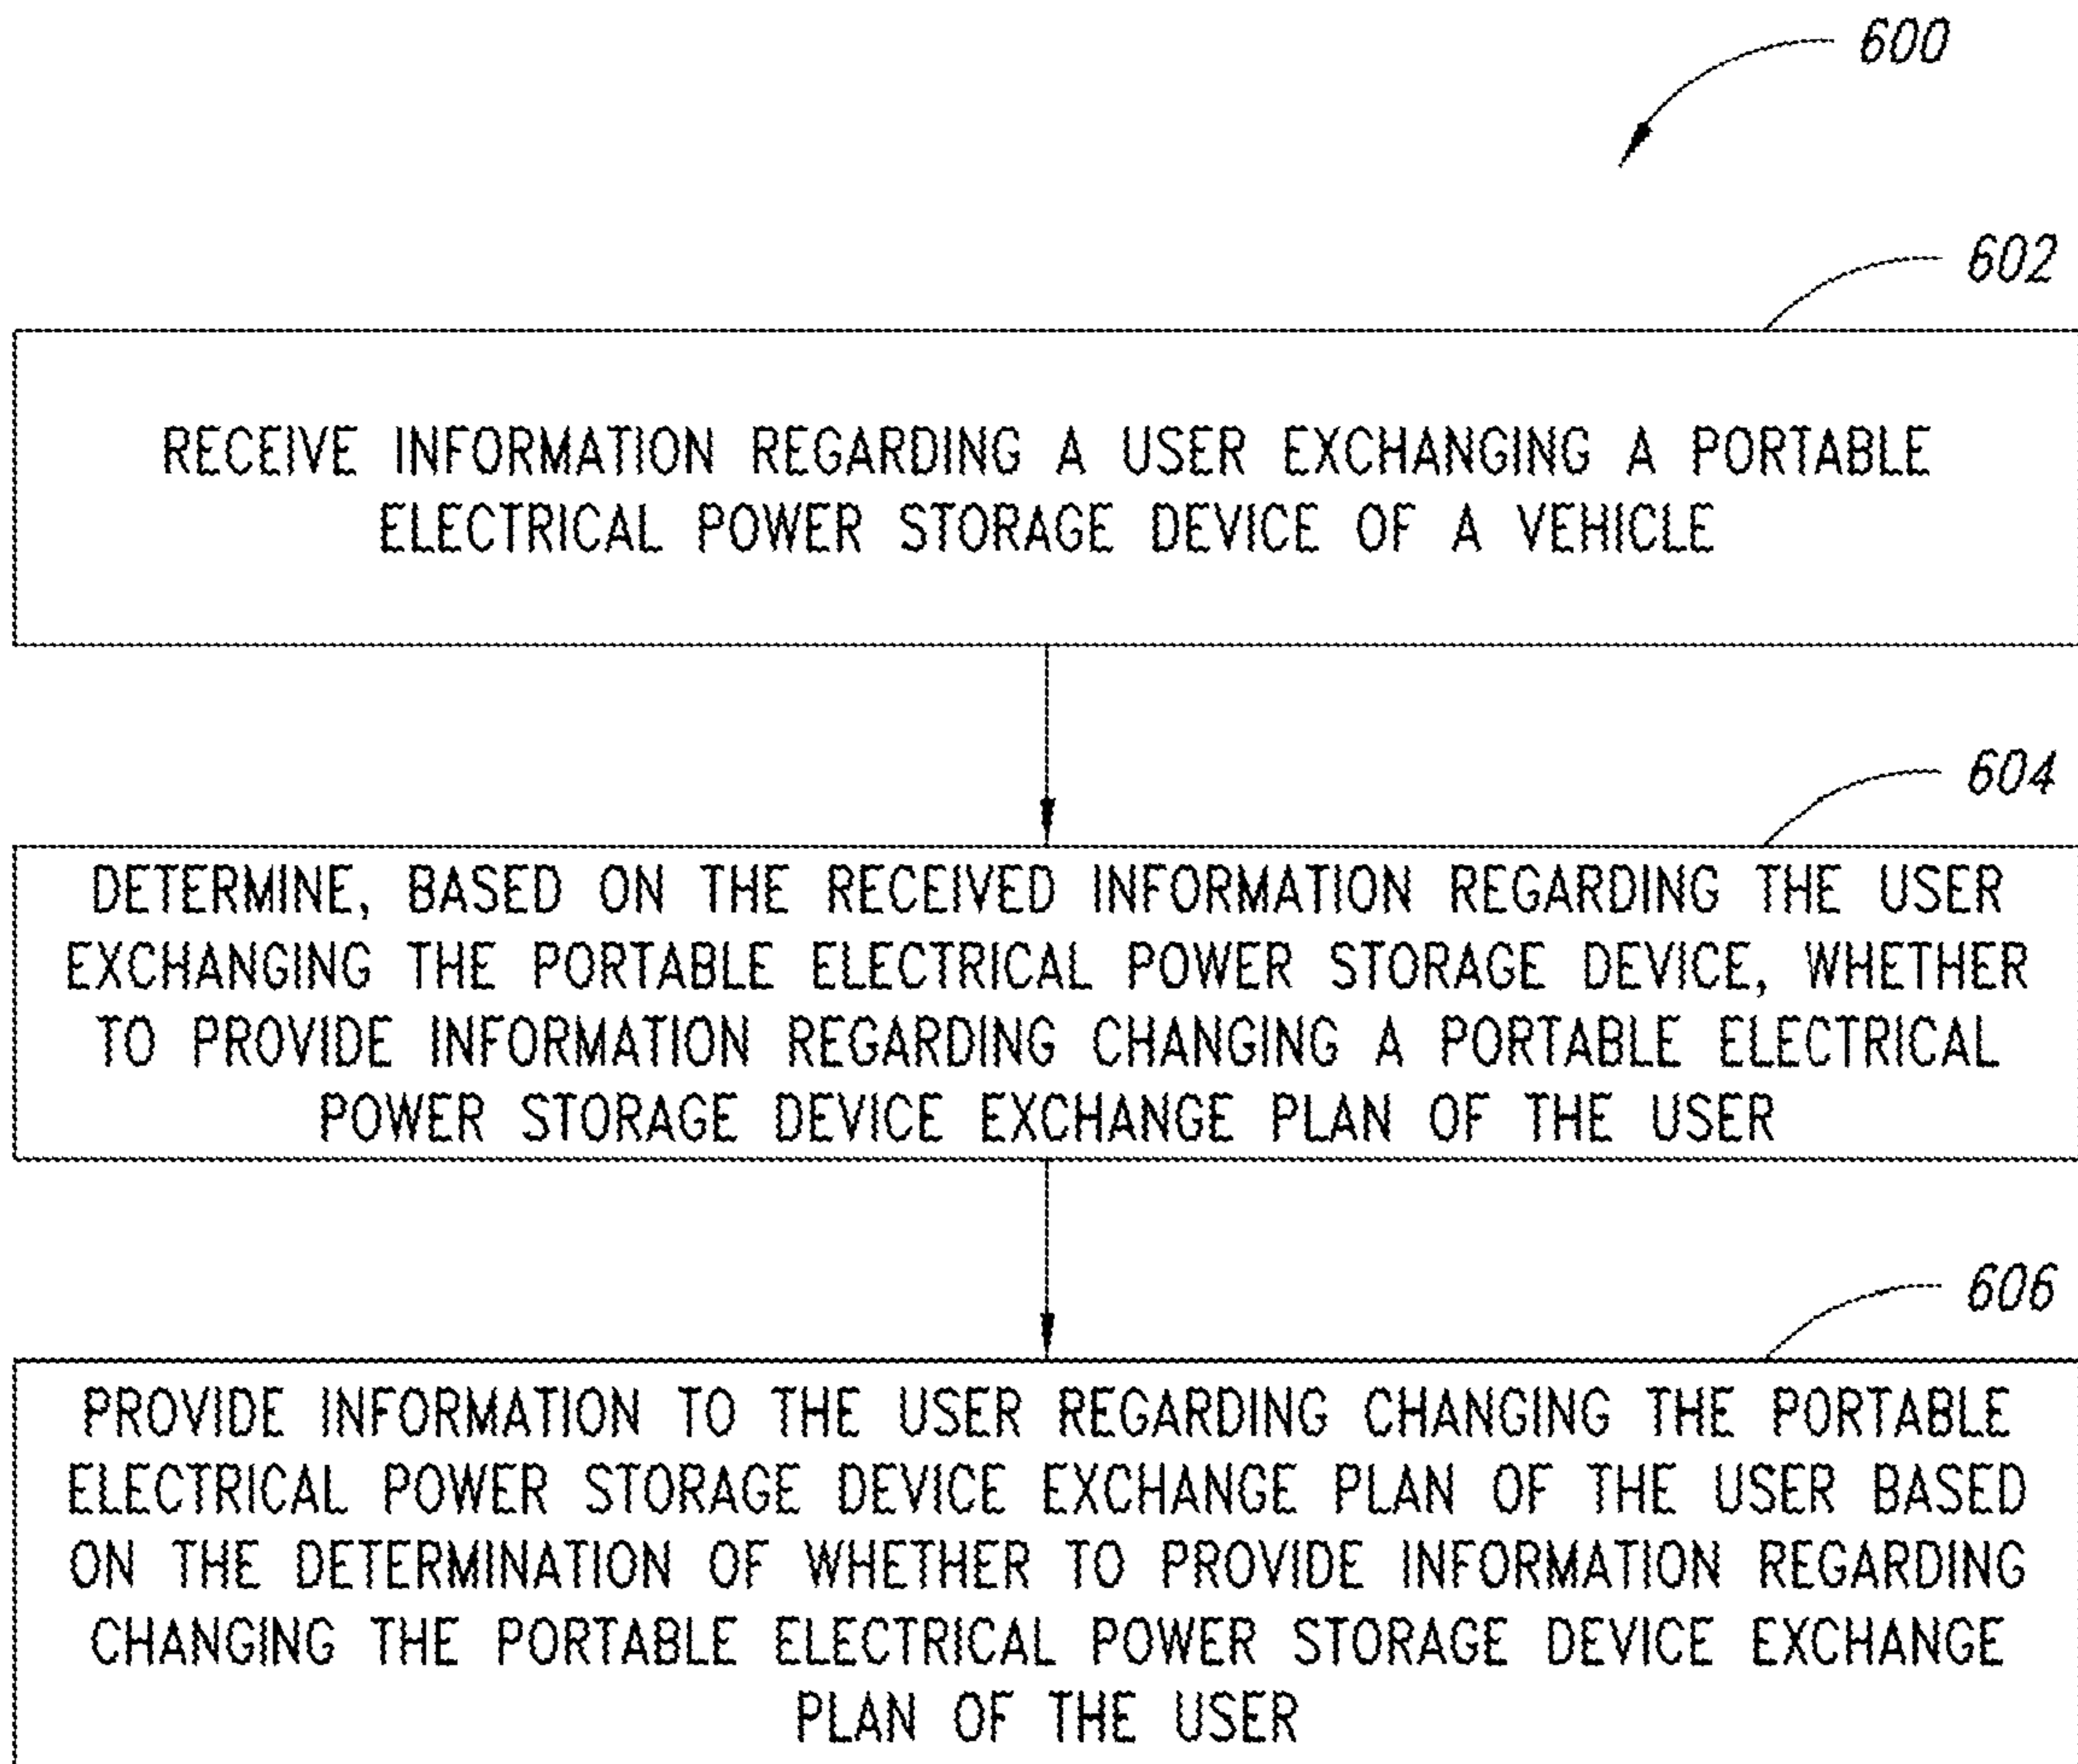 600
602
RECEIVE INFORMATION REGARDING A USER EXCHANGING A PORTABLE
ELECTRICAL POWER STORAGE DEVICE OF A VEHICLE
604
DETERMINE, BASED ON THE RECEIVED INFORMATION REGARDING THE USER
EXCHANGING THE PORTABLE ELECTRICAL POWER STORAGE DEVICE, WHETHER
TO PROVIDE INFORMATION REGARDING CHANGING A PORTABLE ELECTRICAL
POWER STORAGE DEVICE EXCHANGE PLAN OF THE USER
606
PROVIDE INFORMATION TO THE USER REGARDING CHANGING THE PORTABLE
ELECTRICAL POWER STORAGE DEVICE EXCHANGE PLAN OF THE USER BASED
ON THE DETERMINATION OF WHETHER TO PROVIDE INFORMATION REGARDING
CHANGING THE PORTABLE ELECTRICAL POWER STORAGE DEVICE EXCHANGE
PLAN OF THE USER